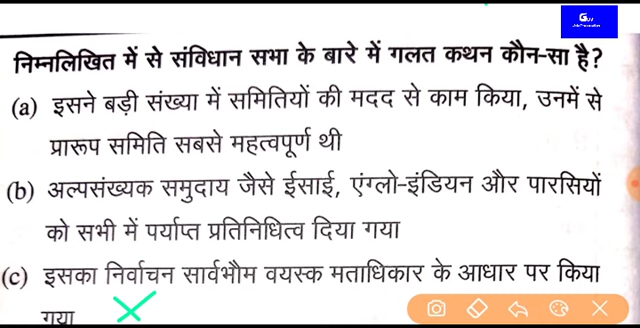 निम्नलिखित में से संविधान सभा के बारे में गलत कथन कौन-सा है?
(a) इसने बड़ी संख्या में समितियों की मदद से काम किया, उनमें से
प्रारूप समिति सबसे महत्वपूर्ण थी
(b) अल्पसंख्यक समुदाय जैसे ईसाई, एंग्लो-इंडियन और पारसियों
को सभी में पर्याप्त प्रतिनिधित्व दिया गया
(c) इसका निर्वाचन सार्वभौम वयस्क मताधिकार के आधार पर किया
गया